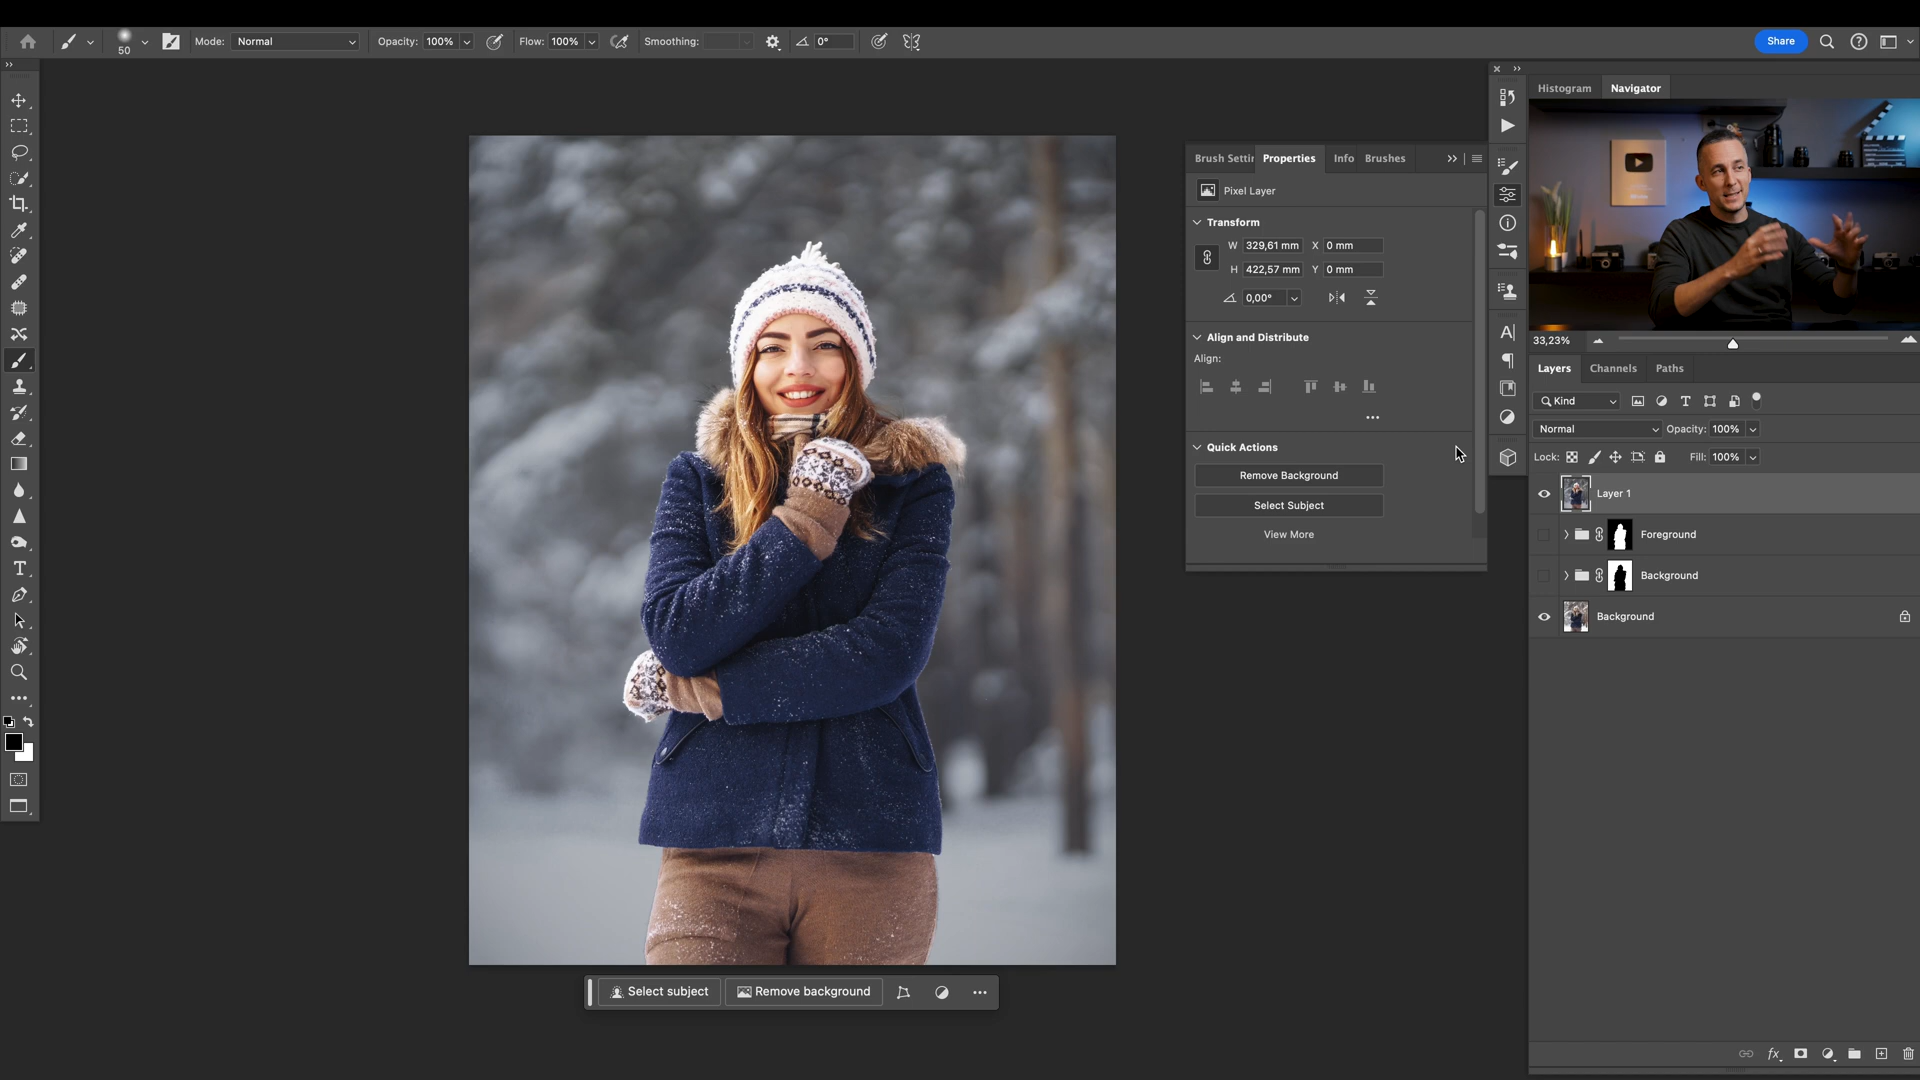 50
Mode: Normal
Opacity: 100%
Flow: 100%
Smoothing:
0°
Share
Histogram
Navigator
Brush Settin
Properties
Info
Brushes
Pixel Layer
Transform
W 329,61 mm X 0 mm
H 422,57 mm Y 0 mm
0,00°
Align and Distribute
Align:
Quick Actions
Remove Background
Select Subject
View More
33,23%
Layers
Channels
Paths
Kind
Normal
Opacity: 100%
Lock:
Fill: 100%
Layer 1
Foreground
Background
Background
Select subject
Remove background